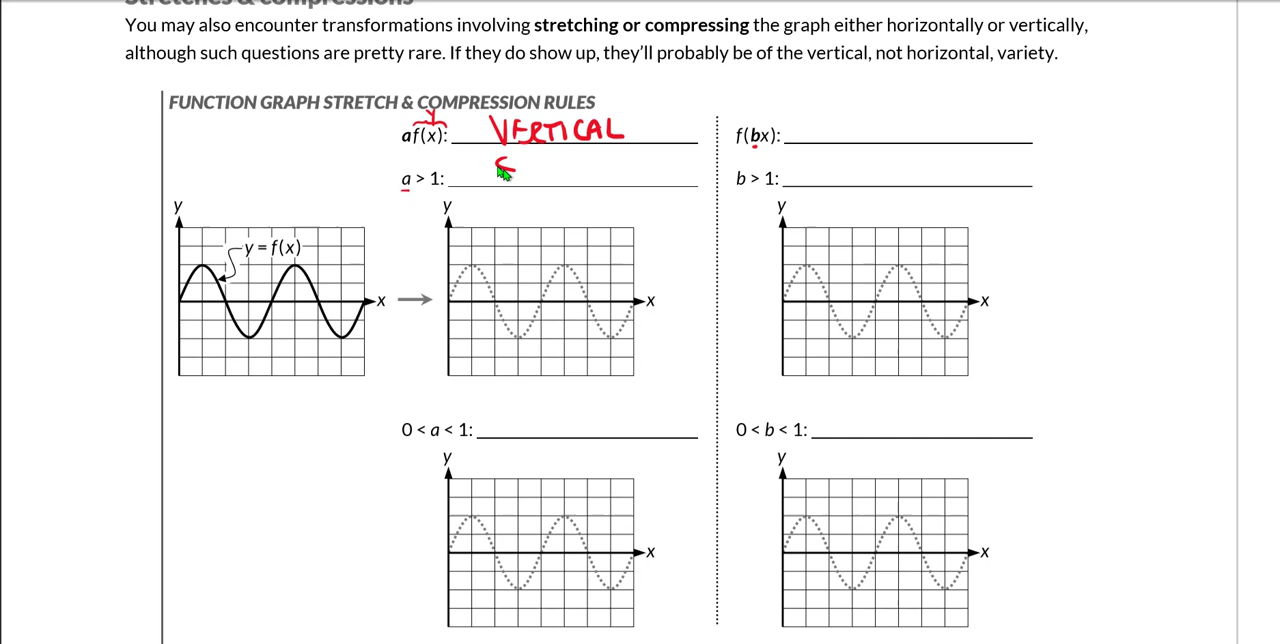 Stretches & compressions
You may also encounter transformations involving stretching or compressing the graph either horizontally or vertically,
although such questions are pretty rare. If they do show up, they'll probably be of the vertical, not horizontal, variety.
FUNCTION GRAPH STRETCH & COMPRESSION RULES
y
af(x): VERTICAL
f(bx):
a > 1:
b > 1:
y
y
y
y = f(x)
x
x
x
0 < a < 1:
0 < b < 1:
y
y
x
x